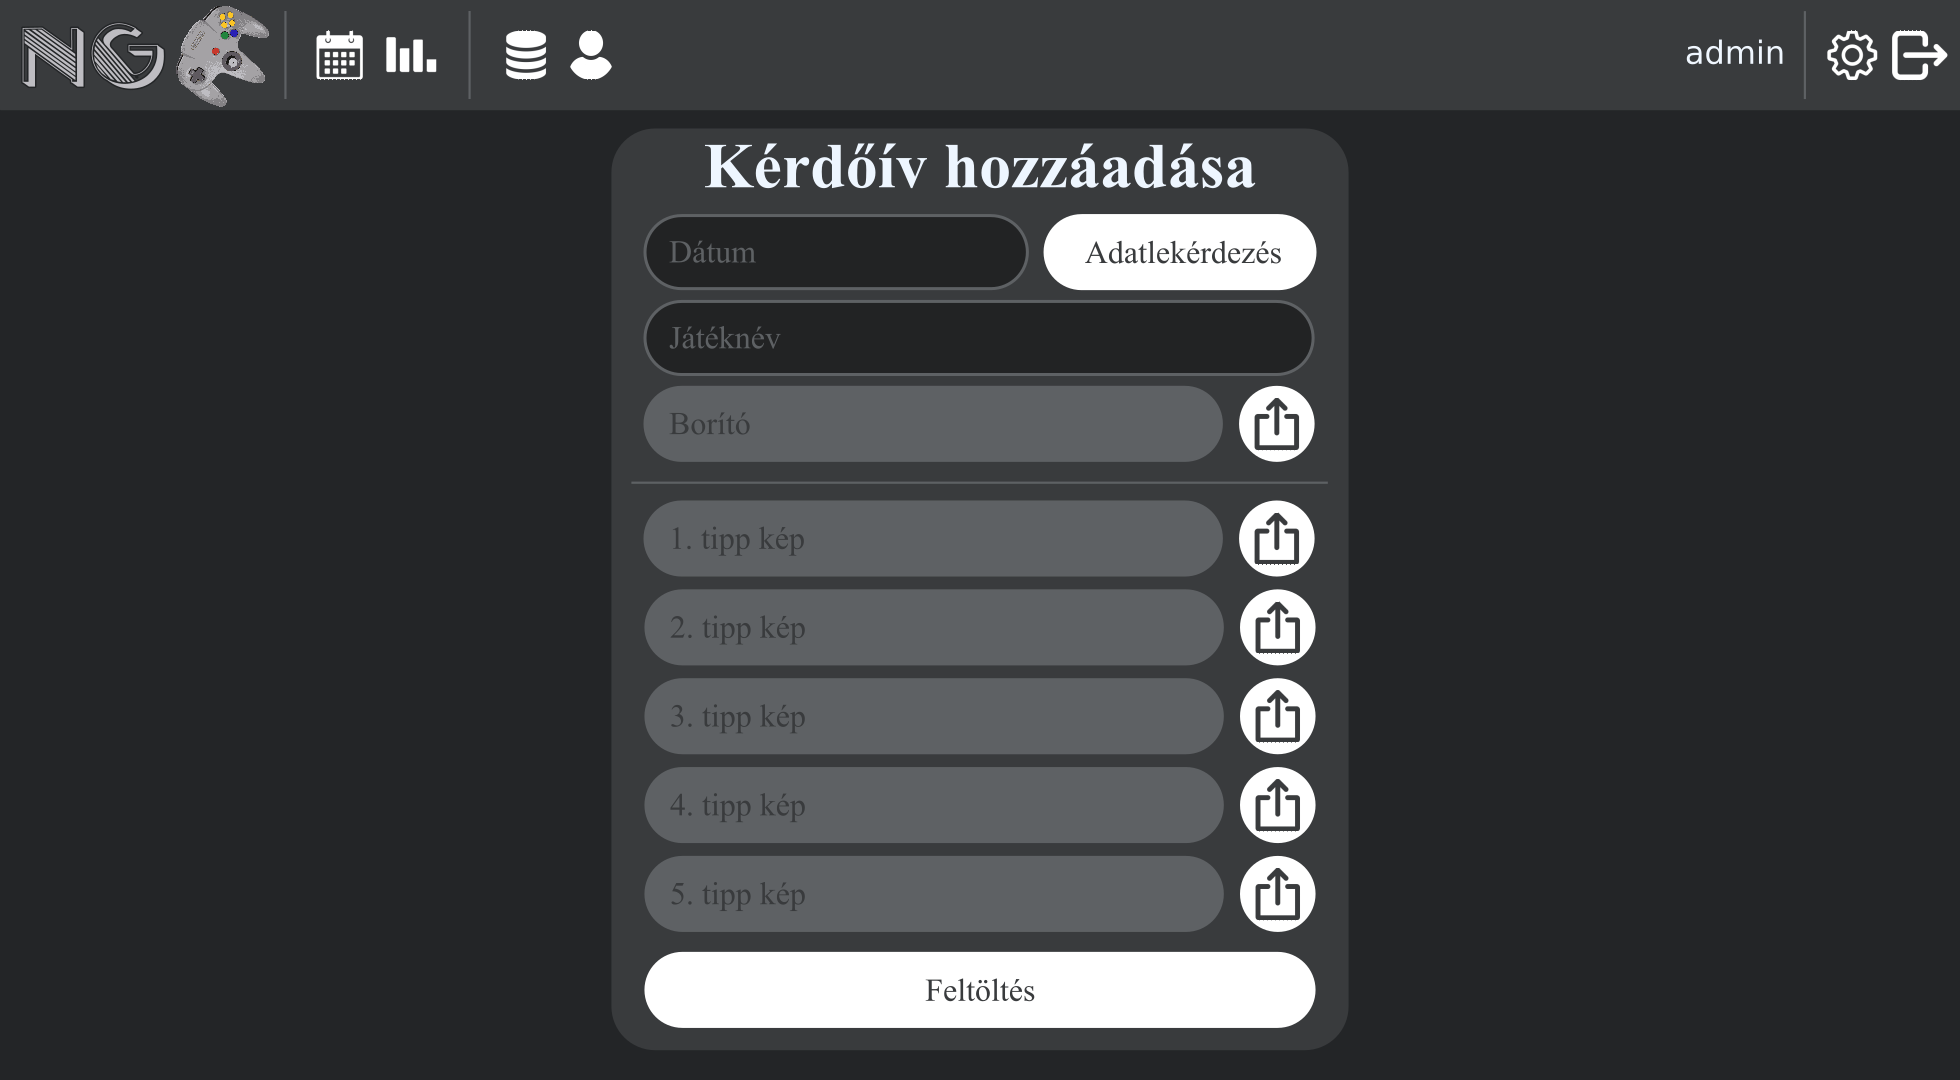 NG
admin
Kérdőív hozzáadása
Dátum
Adatlekérdezés
Játéknév
Borító
1. tipp kép
2. tipp kép
3. tipp kép
4. tipp kép
5. tipp kép
Feltöltés